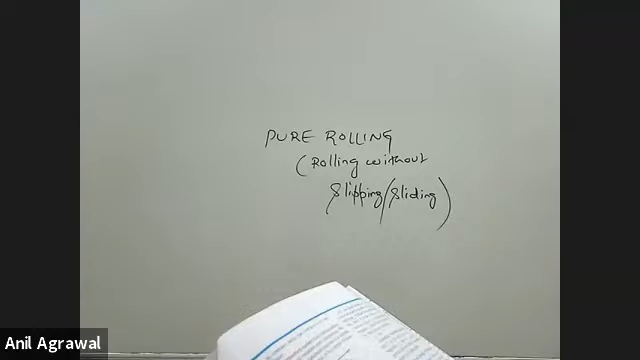 PURE ROLLING
(Rolling without
Slipping/Sliding)
Anil Agrawal